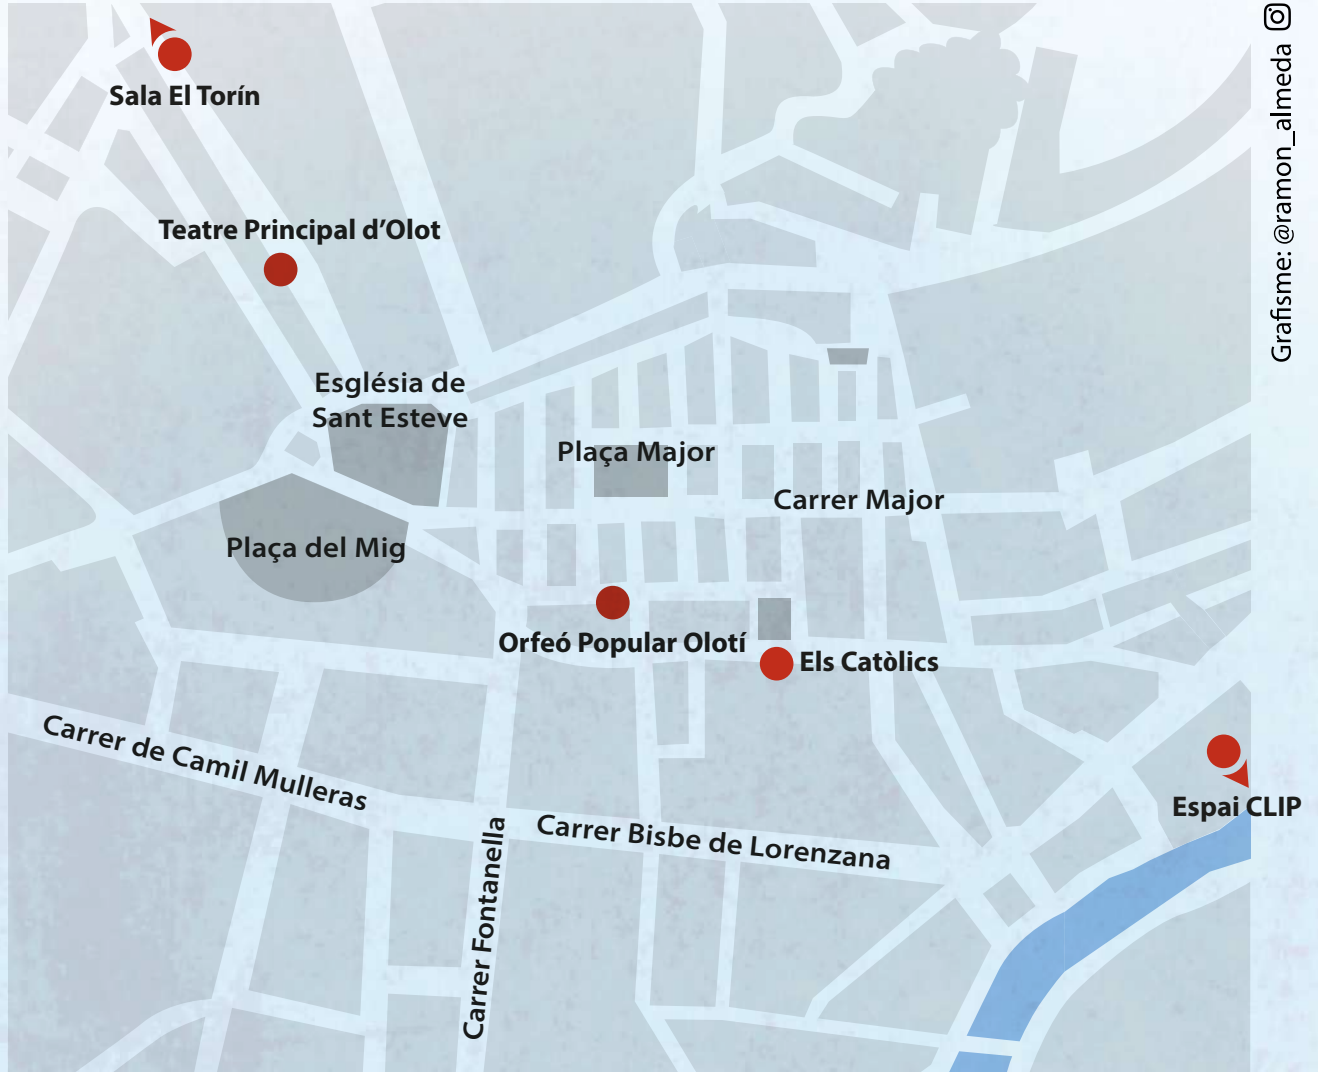 Sala El Torín
Teatre Principal d’Olot
Església de
Sant Esteve
Plaça Major
Carrer Major
Plaça del Mig
Orfeó Popular Olotí
Els Catòlics
Carrer de Camil Mulleras
Carrer Bisbe de Lorenzana
Carrer Fontanella
Espai CLIP
Grafisme: @ramon_almeda